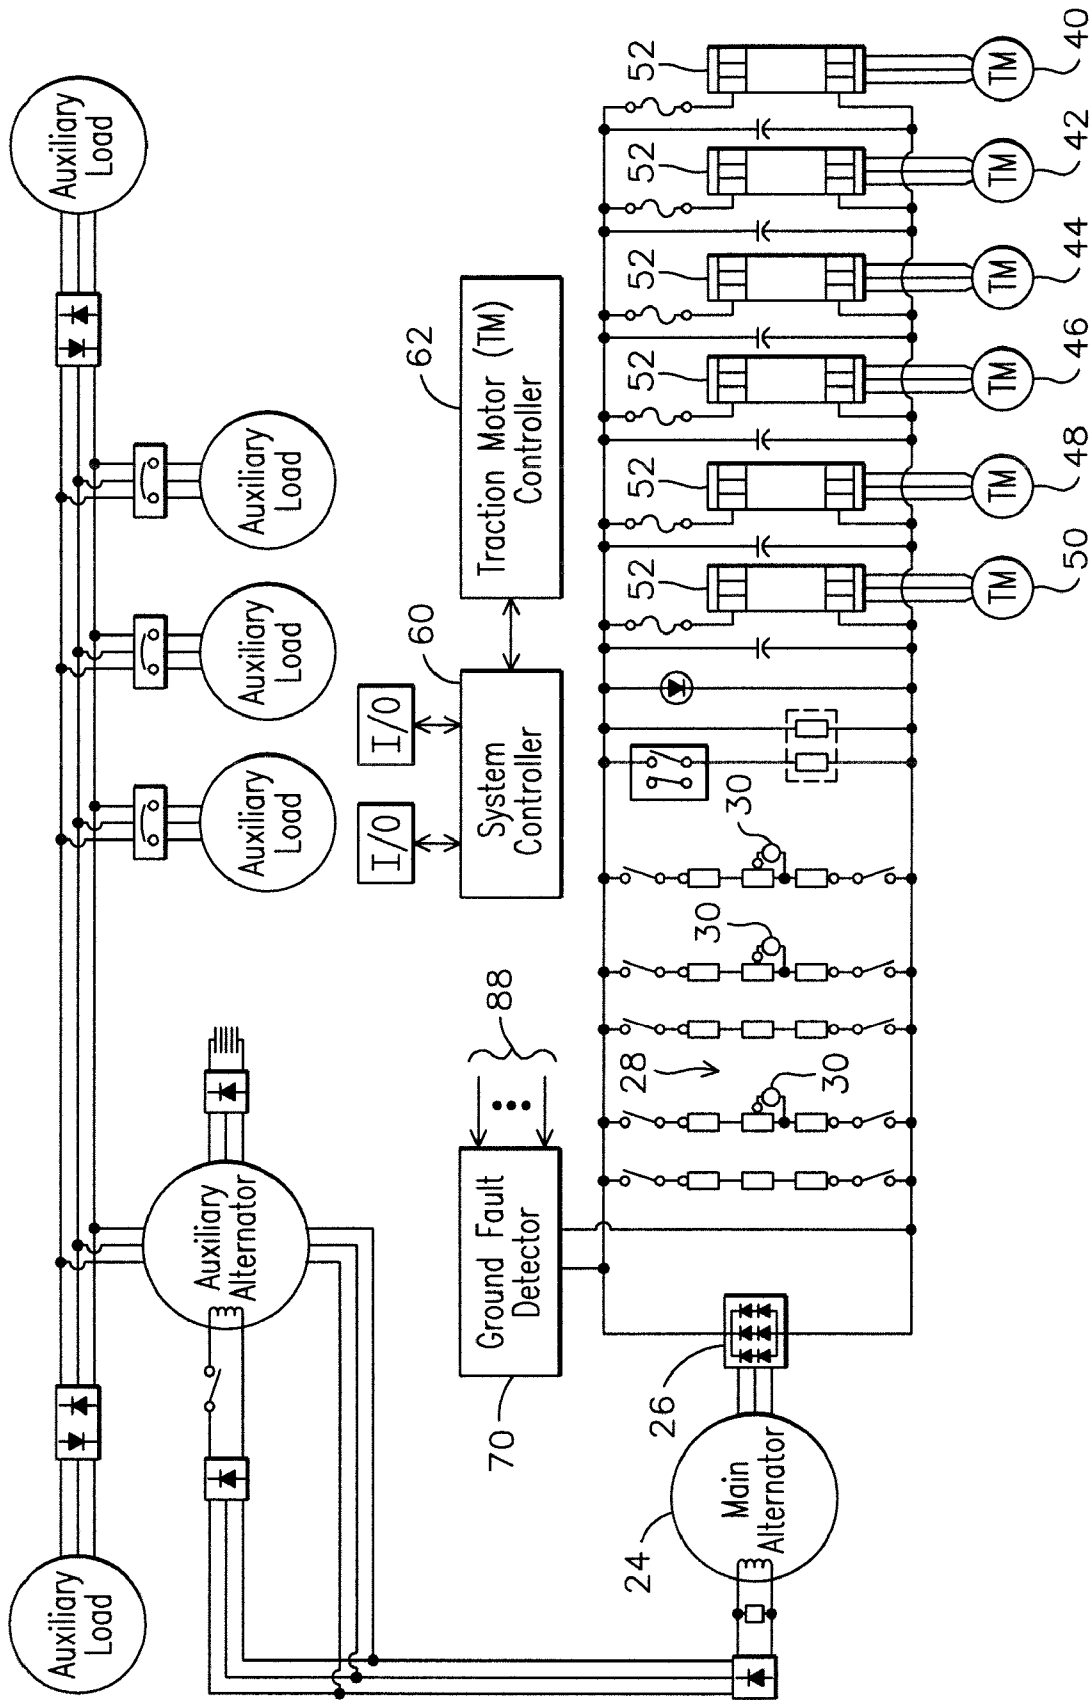 Auxiliary
Load
Auxiliary
Load
Auxiliary
Load
Auxiliary
Load
Auxiliary
Load
Auxiliary
Alternator
I/O
I/O
60
62
System
Controller
Traction Motor (TM)
Controller
70
Ground Fault
Detector
88
24
Main
Alternator
26
28
30
30
30
52
52
52
52
52
52
TM
TM
TM
TM
TM
TM
50
48
46
44
42
40